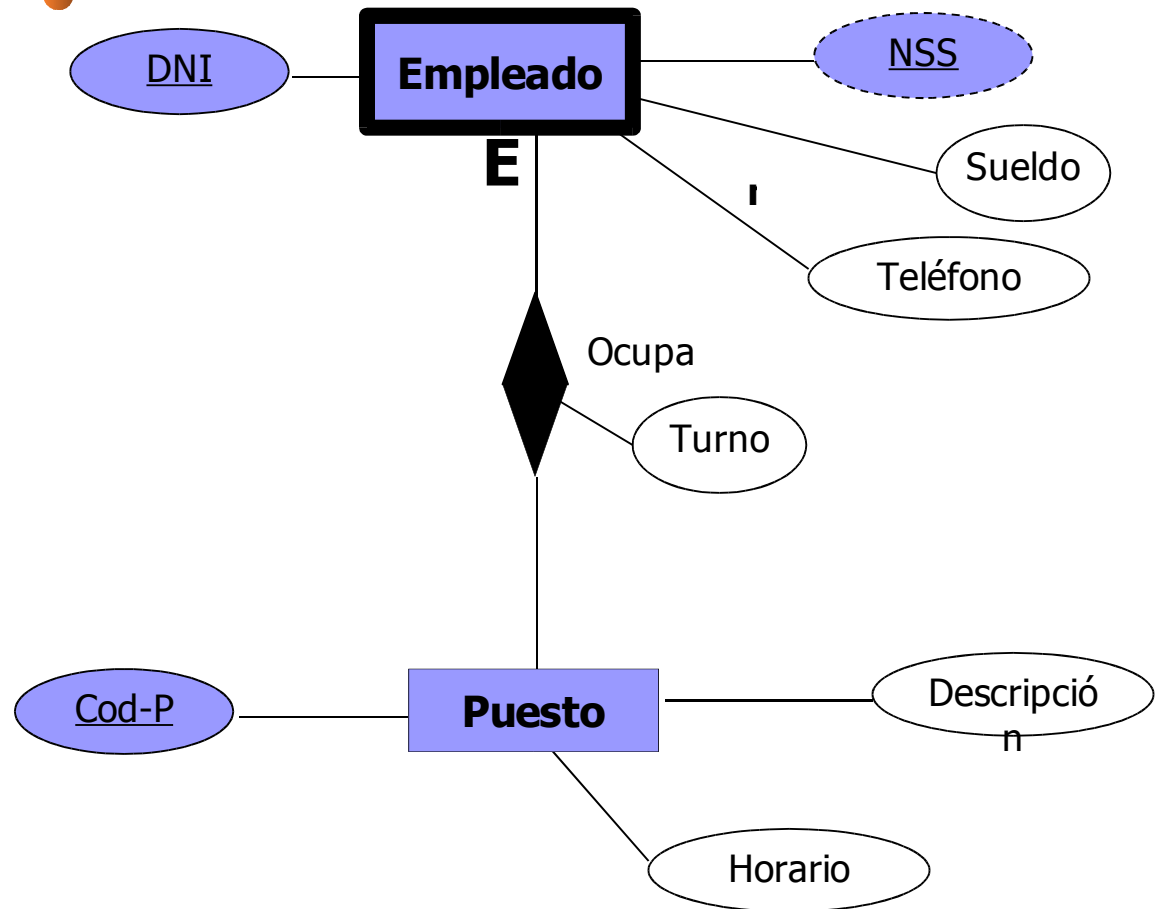 DNI
Empleado
NSS
E
Sueldo
Teléfono
Ocupa
Turno
Cod-P
Puesto
Descripció
n
Horario